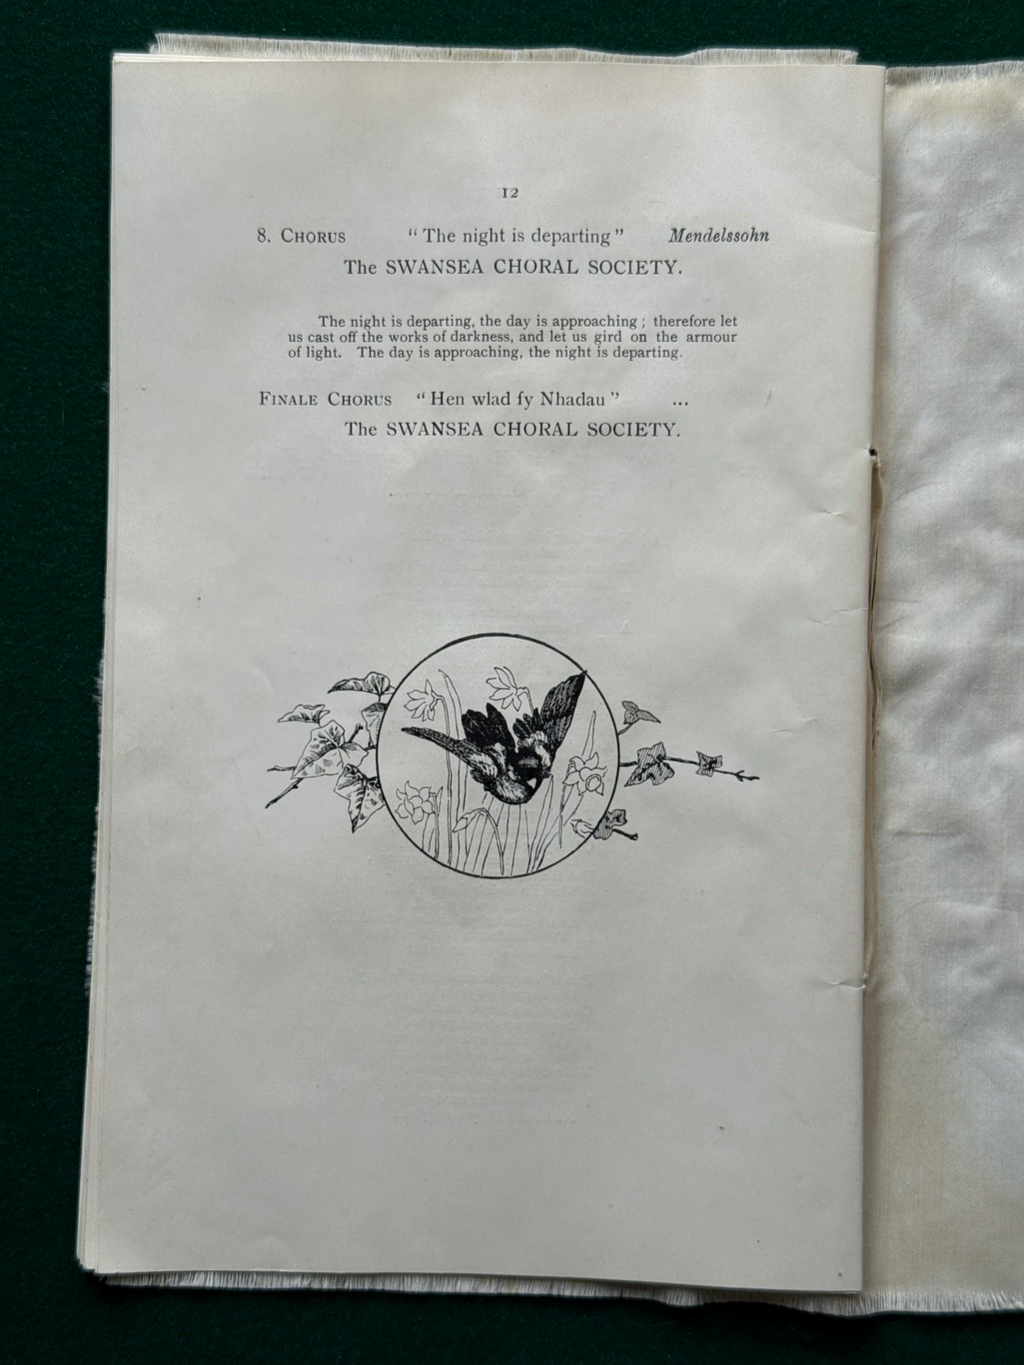 12
8. CHORUS “ The night is departing ” Mendelssohn
The SWANSEA CHORAL SOCIETY.
The night is departing, the day is approaching ; therefore let
us cast off the works of darkness, and let us gird on the armour
of light. The day is approaching, the night is departing.
FINALE CHORUS “ Hen wlad fy Nhadau ” ...
The SWANSEA CHORAL SOCIETY.